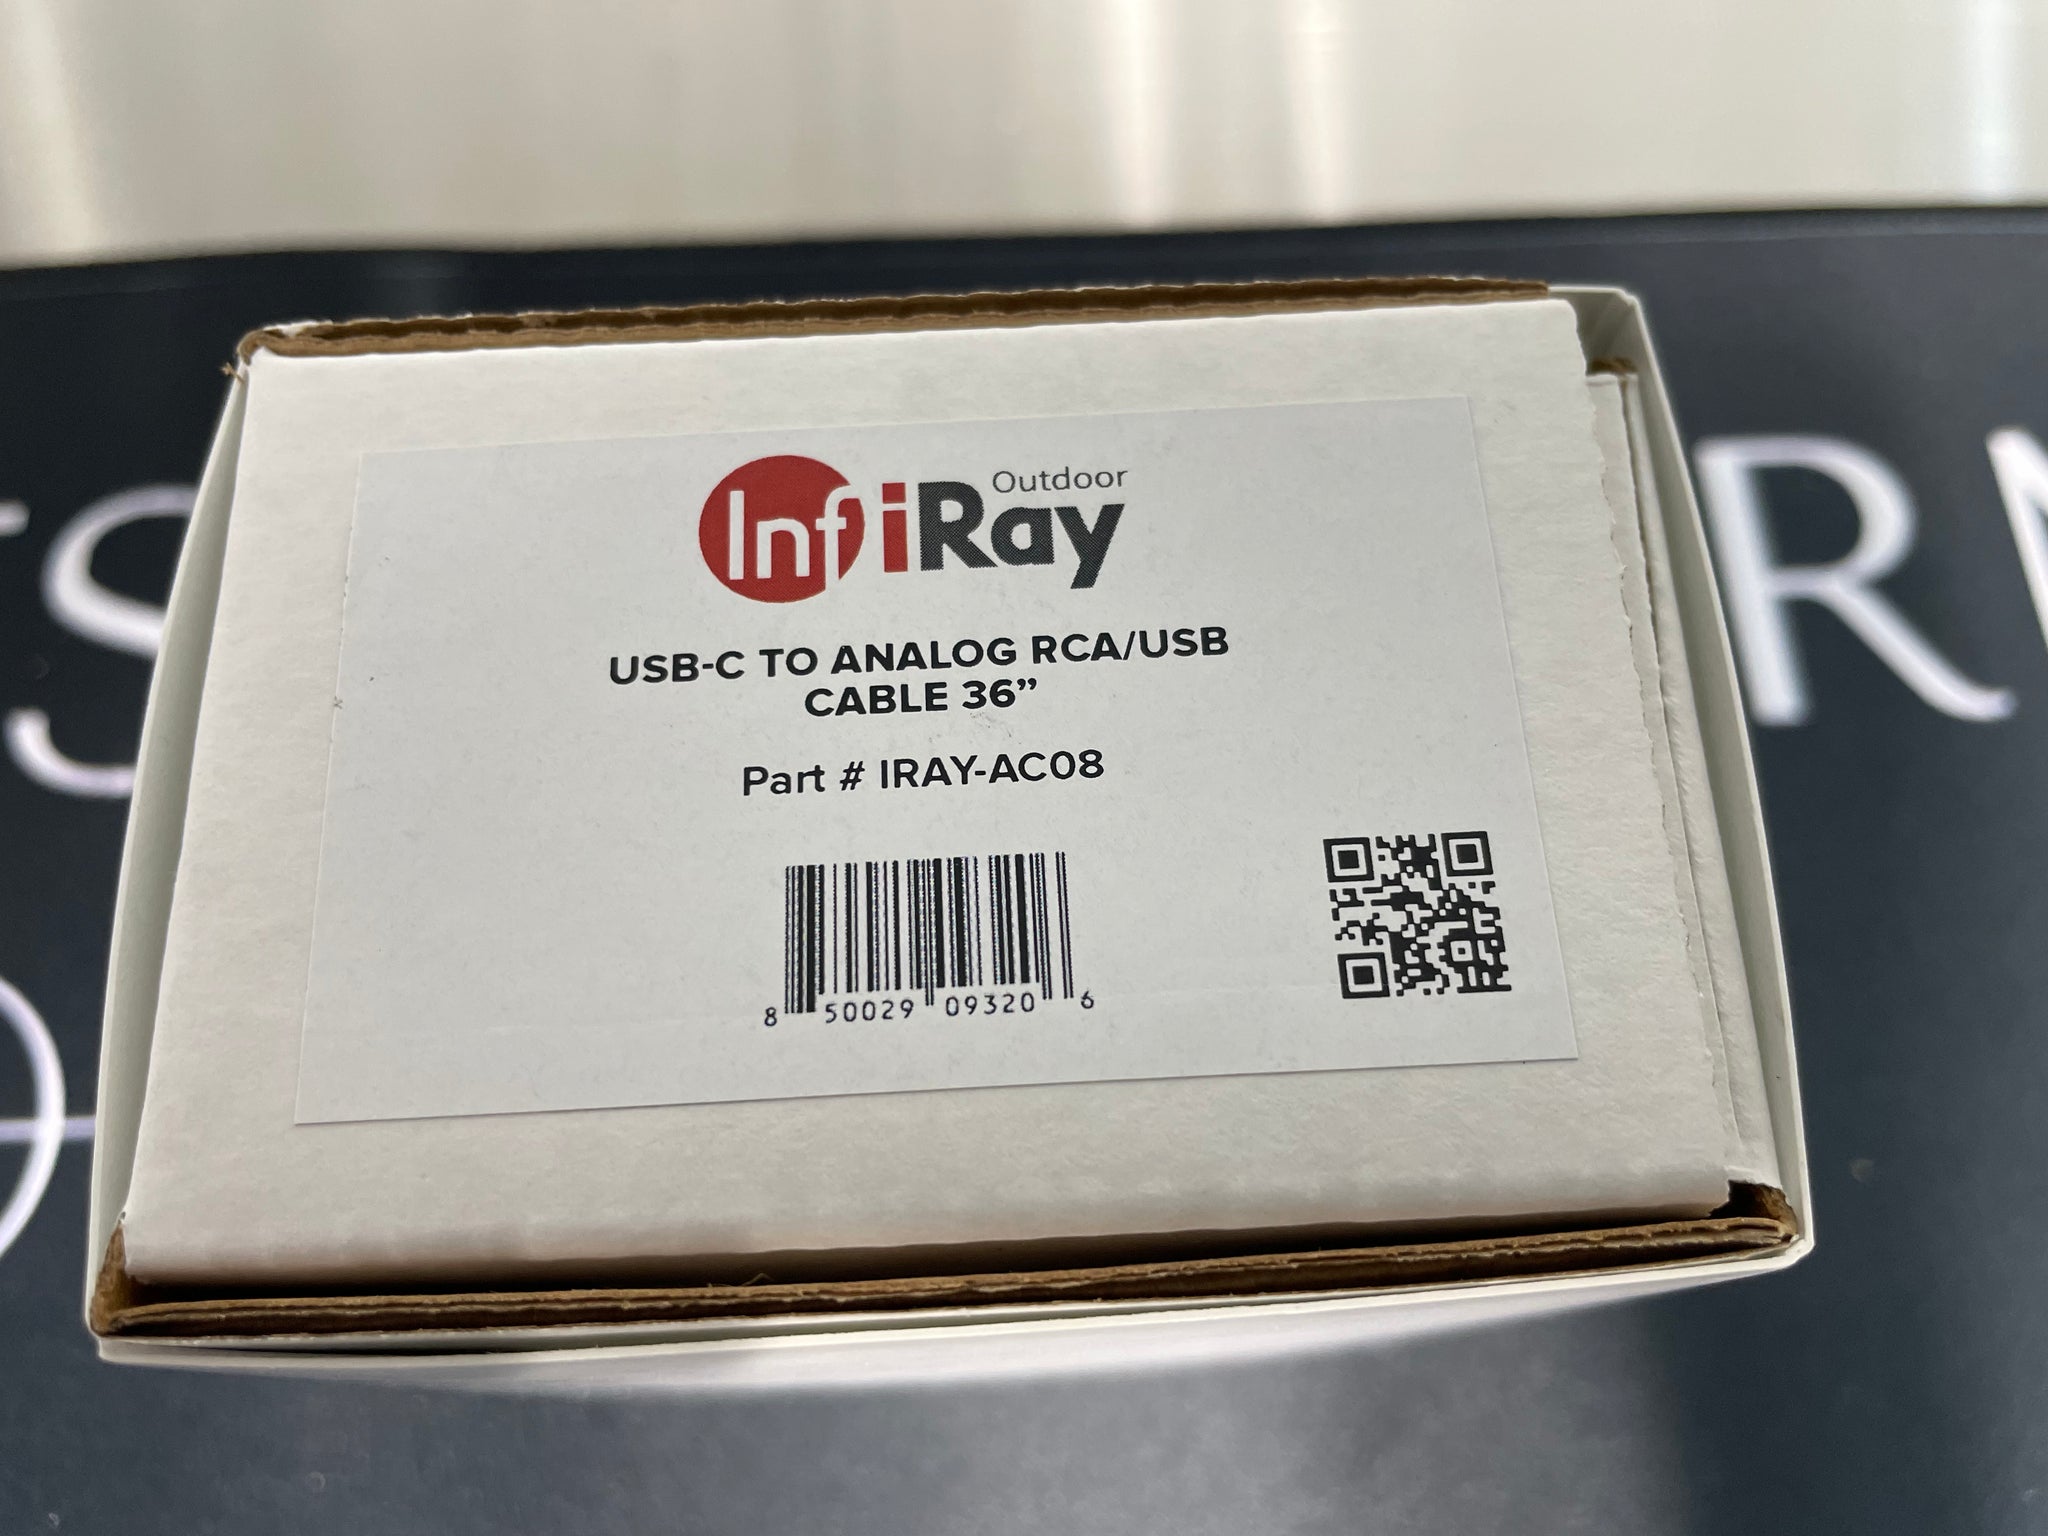 Outdoor
InfiRay
USB-C TO ANALOG RCA/USB
CABLE 36”
Part # IRAY-AC08
8 50029 09320 6